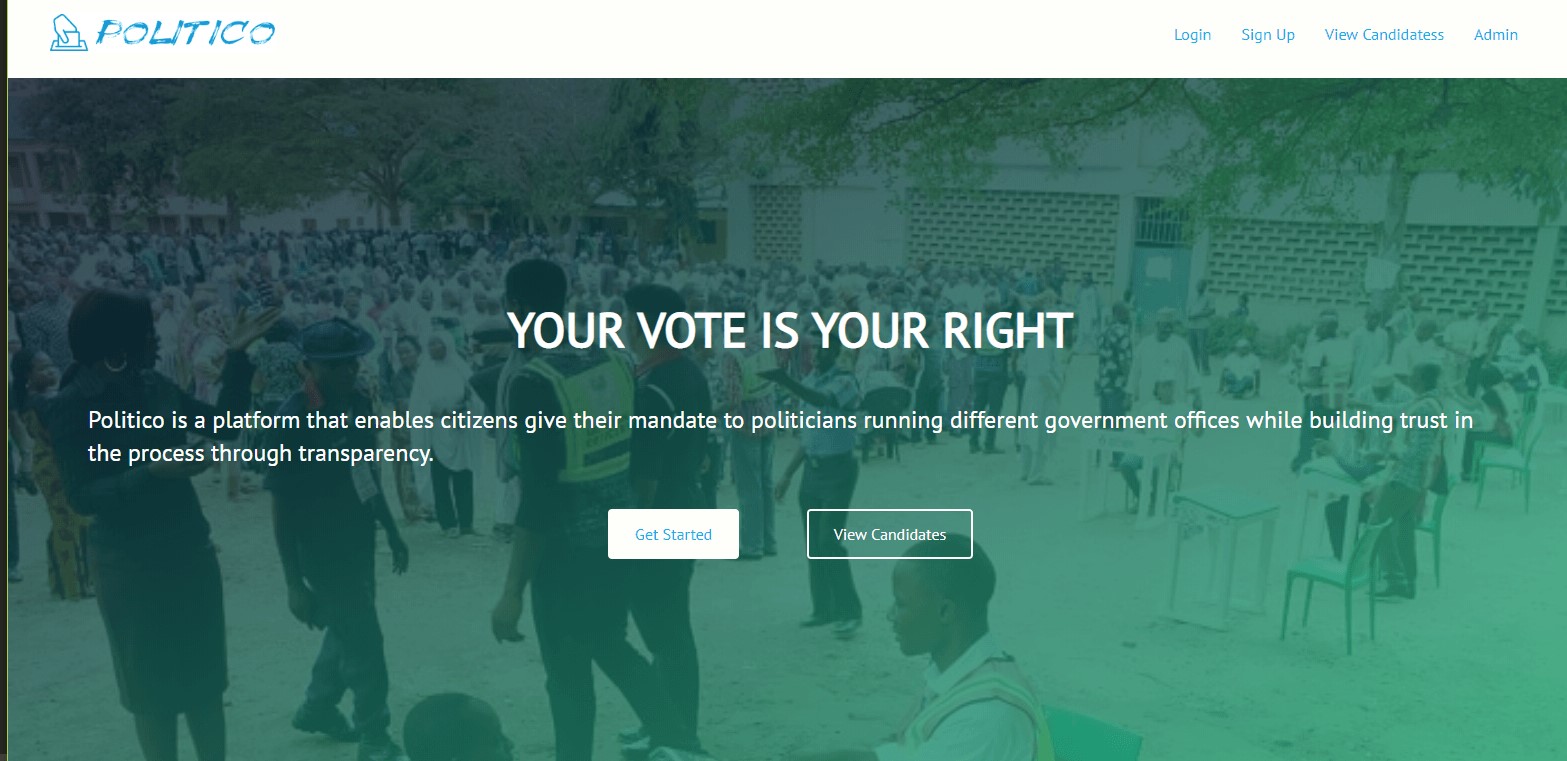 POLITICO
Login Sign Up View Candidatess Admin
YOUR VOTE IS YOUR RIGHT
Politico is a platform that enables citizens give their mandate to politicians running different government offices while building trust in
the process through transparency.
Get Started View Candidates